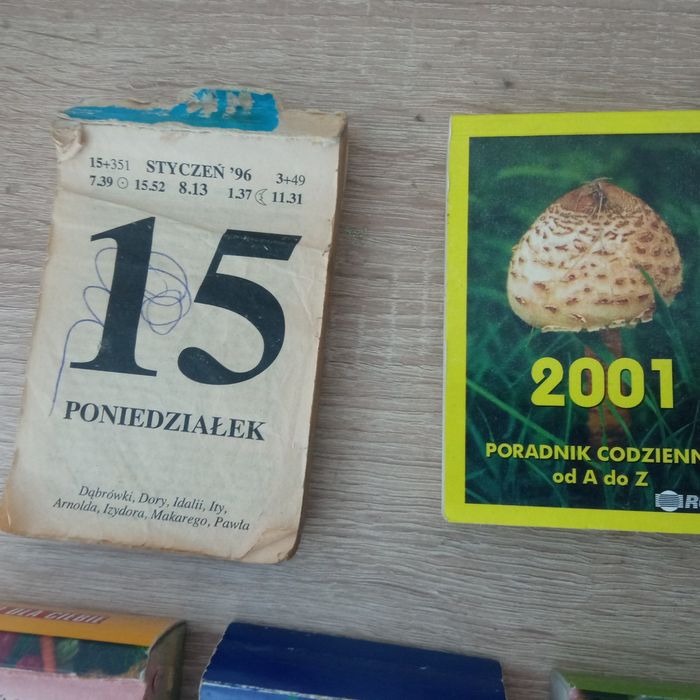 15+351 STYCZEŃ '96 3+49
7.39 ☉ 15.52 8.13 1.37 ☾ 11.31
15
PONIEDZIAŁEK
Dąbrówki, Dory, Idalii, Ity,
Arnolda, Izydora, Makarego, Pawła
2001
PORADNIK CODZIENN
od A do Z